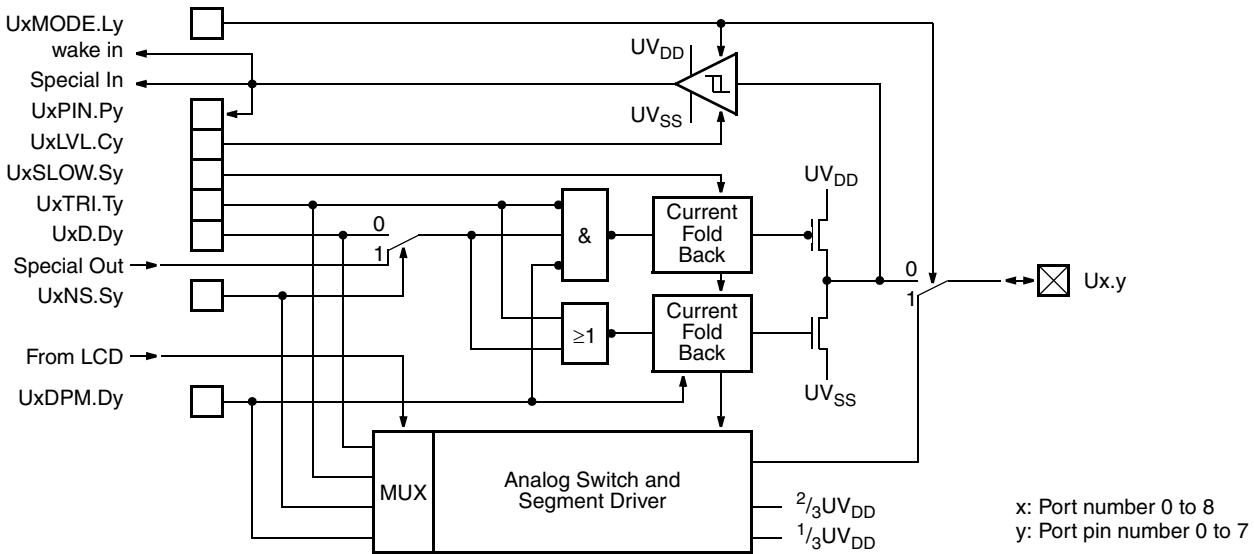 UxMODE.Ly
wake in
Special In
UxPIN.Py
UxLVL.Cy
UxSLOW.Sy
UxTRI.Ty
UxD.Dy
Special Out
UxNS.Sy
From LCD
UxDPM.Dy
0
1
UVDD
UVSS
&
≥1
Current
Fold
Back
Current
Fold
Back
UVDD
UVSS
0
1
Ux.y
MUX
Analog Switch and
Segment Driver
2/3UVDD
1/3UVDD
x: Port number 0 to 8
y: Port pin number 0 to 7